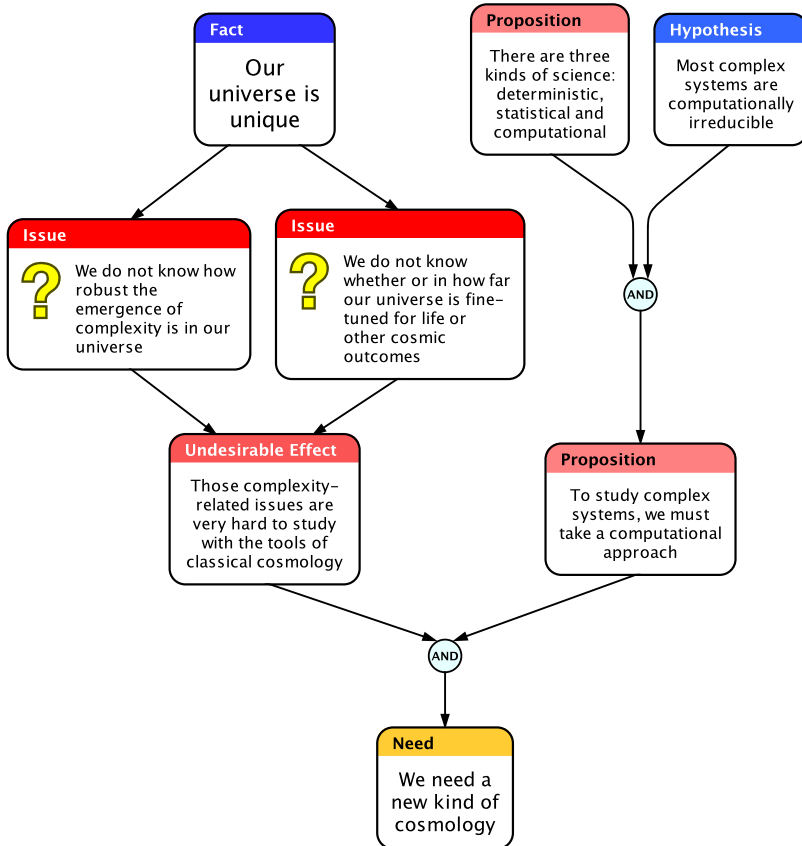 Fact
Our
universe is
unique
Proposition
There are three
kinds of science:
deterministic,
statistical and
computational
Hypothesis
Most complex
systems are
computationally
irreducible
Issue
?
We do not know how
robust the
emergence of
complexity is in our
universe
Issue
?
We do not know
whether or in how far
our universe is fine-
tuned for life or
other cosmic
outcomes
AND
Undesirable Effect
Those complexity-
related issues are
very hard to study
with the tools of
classical cosmology
Proposition
To study complex
systems, we must
take a computational
approach
AND
Need
We need a
new kind of
cosmology